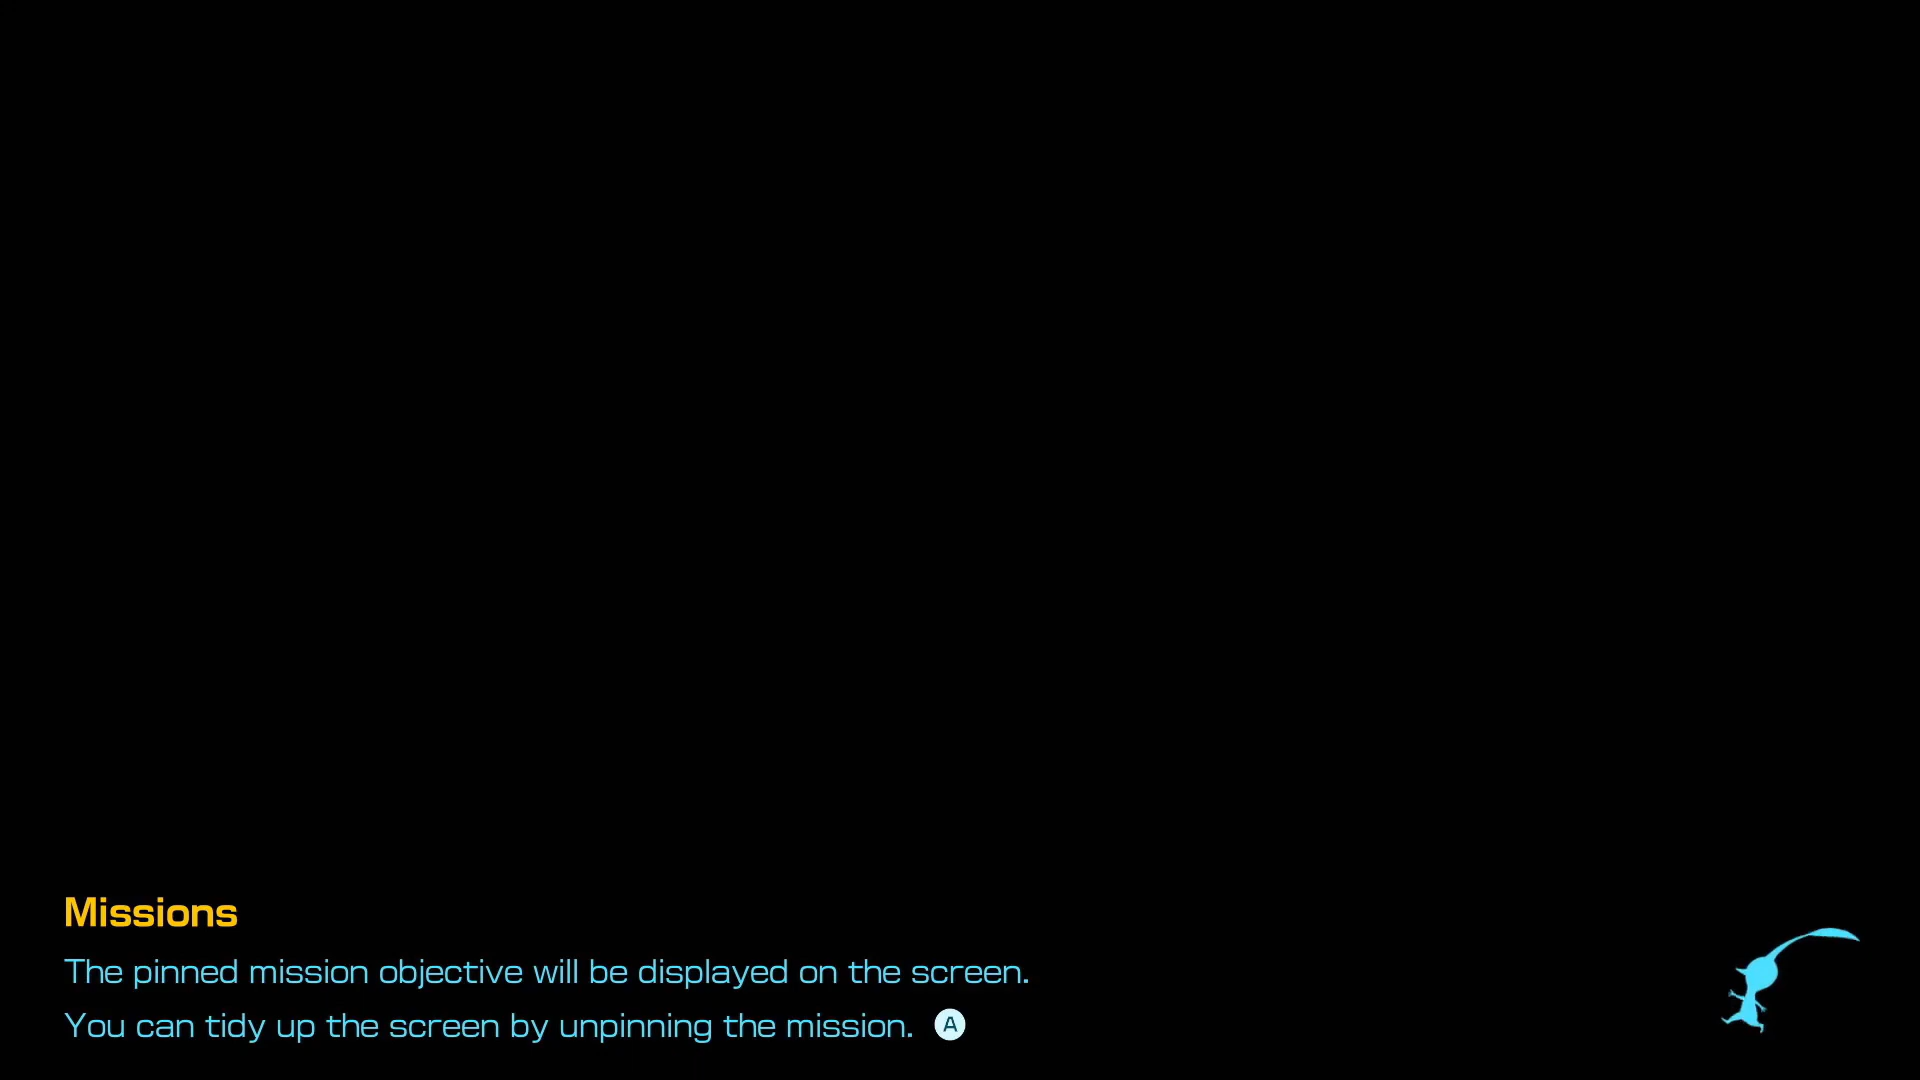 Missions
The pinned mission objective will be displayed on the screen.
You can tidy up the screen by unpinning the mission. A